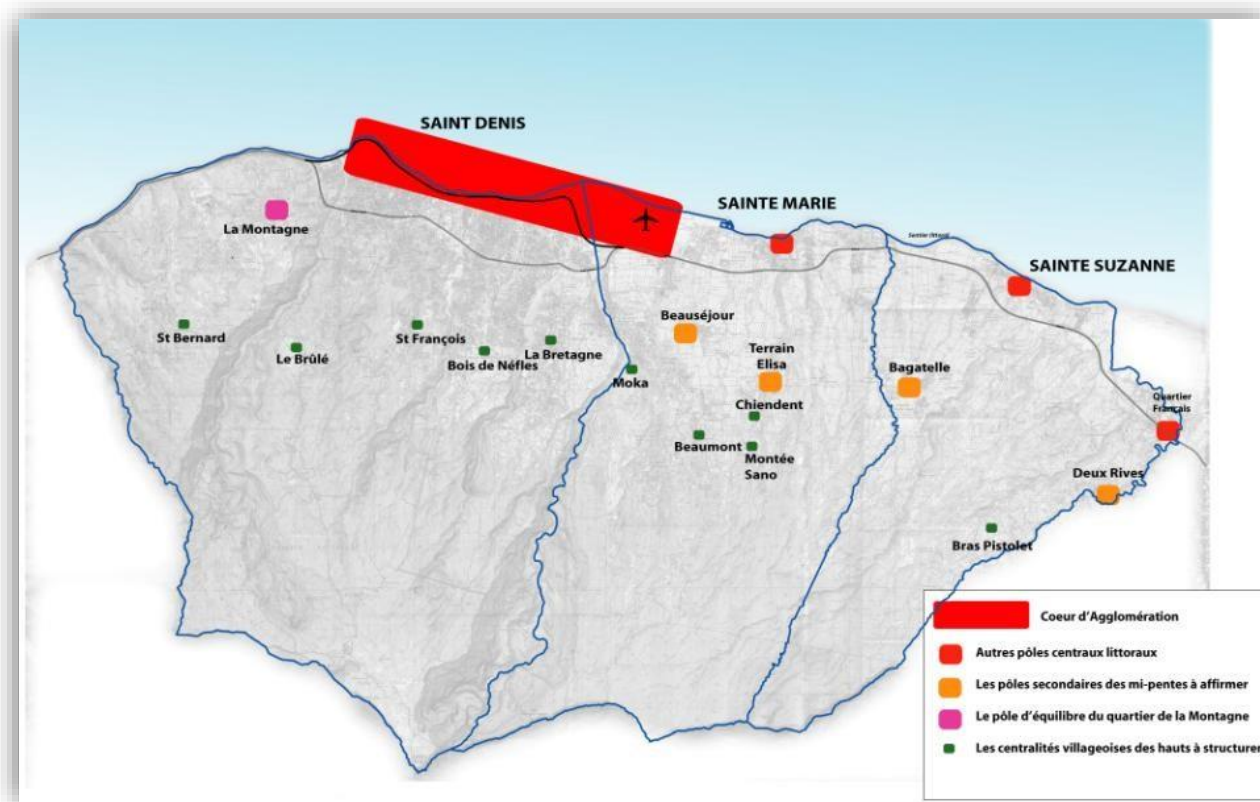 SAINT DENIS
SAINTE MARIE
Sentier littoral
SAINTE SUZANNE
La Montagne
Beauséjour
St Bernard
Le Brûlé
St François
Bois de Néfles
La Bretagne
Moka
Terrain
Elisa
Chiendent
Bagatelle
Quartier
Français
Beaumont
Montée
Sano
Deux Rives
Bras Pistolet
Coeur d'Agglomération
Autres pôles centraux littoraux
Les pôles secondaires des mi-pentes à affirmer
Le pôle d'équilibre du quartier de la Montagne
Les centralités villageoises des hauts à structurer